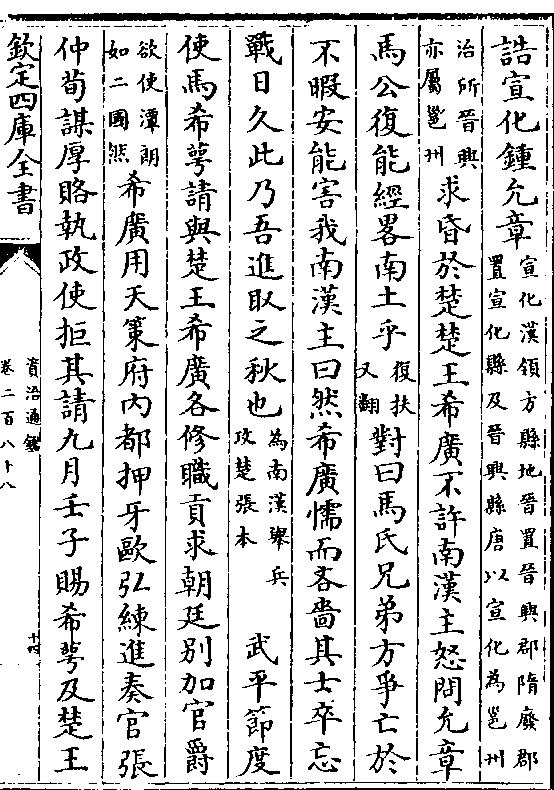 誥宣化鍾允章宣化漢領方縣地晉置晉興郡隋廢郡
置宣化縣及晉興縣唐以宣化為邕州
治所晉興
亦屬邕州求昏於楚楚王希廣不許南漢主怒問允章
馬公復能經畧南土乎復扶
又翻對曰馬氏兄弟方爭亡於
不暇安能害我南漢主曰然希廣懦而吝嗇其士卒忘
戰日久此乃吾進取之秋也為南漢舉兵
攻楚張本武平節度
使馬希萼請與楚王希廣各修職貢求朝廷别加官爵
欲使潭朗
如二國然希廣用天策府内都押牙歐弘練進奏官張
仲荀謀厚賂執政使拒其請九月壬子賜希萼及楚王
欽定四庫全書
資治通鑑
卷二百八十八
十四